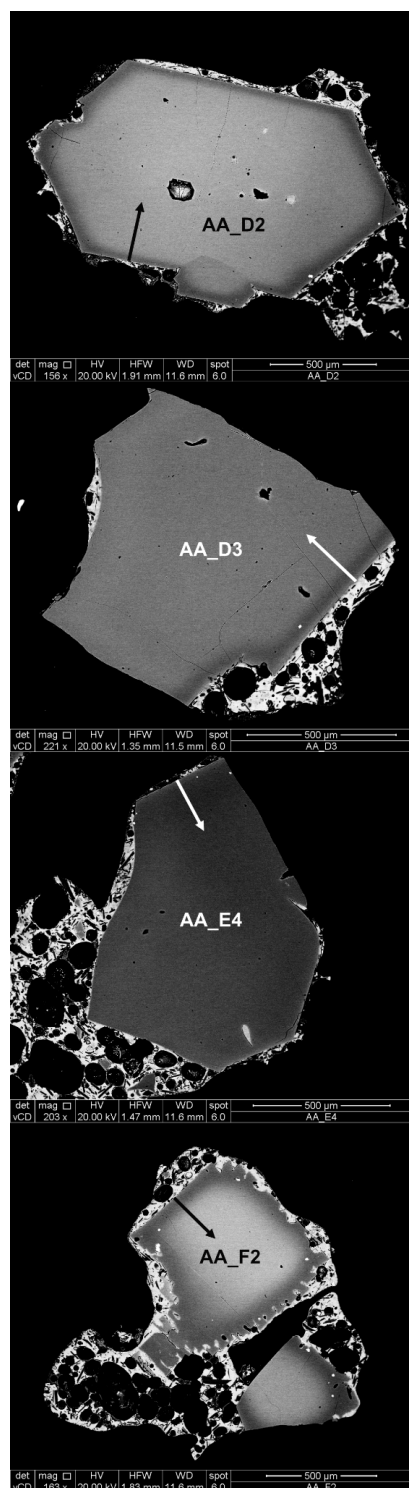 AA_D2
det mag □ HV HFW WD spot 500 µm
vCD 156 x 20.00 kV 1.91 mm 11.6 mm 6.0 AA_D2
AA_D3
det mag □ HV HFW WD spot 500 µm
vCD 221 x 20.00 kV 1.35 mm 11.5 mm 6.0 AA_D3
AA_E4
det mag □ HV HFW WD spot 500 µm
vCD 203 x 20.00 kV 1.47 mm 11.6 mm 6.0 AA_E4
AA_F2
det mag □ HV HFW WD spot 500 µm
vCD 163 x 20.00 kV 1.83 mm 11.6 mm 6.0 AA_F2